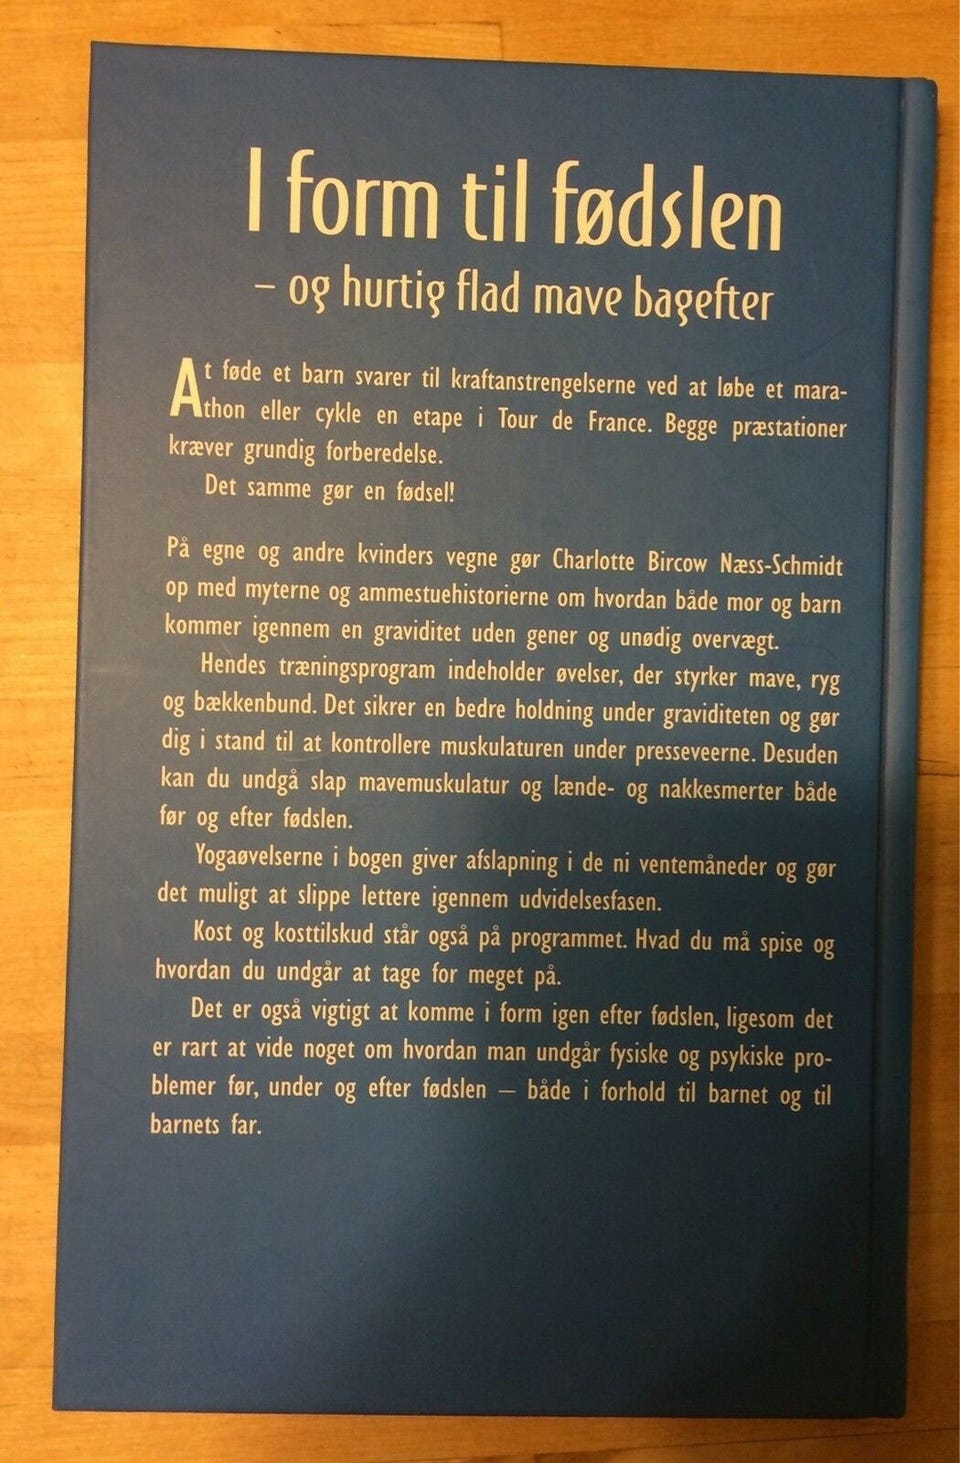 I form til fødslen
– og hurtig flad mave bagefter
At føde et barn svarer til kraftanstrengelserne ved at løbe et mara-
thon eller cykle en etape i Tour de France. Begge præstationer
kræver grundig forberedelse.
Det samme gør en fødsel!
På egne og andre kvinders vegne gør Charlotte Bircow Næss-Schmidt
op med myterne og ammestuehistorierne om hvordan både mor og barn
kommer igennem en graviditet uden gener og unødig overvægt.
Hendes træningsprogram indeholder øvelser, der styrker mave, ryg
og bækkenbund. Det sikrer en bedre holdning under graviditeten og gør
dig i stand til at kontrollere muskulaturen under presseveerne. Desuden
kan du undgå slap mavemuskulatur og lænde- og nakkesmerter både
før og efter fødslen.
Yogaøvelserne i bogen giver afslapning i de ni ventemåneder og gør
det muligt at slippe lettere igennem udvidelsesfasen.
Kost og kosttilskud står også på programmet. Hvad du må spise og
hvordan du undgår at tage for meget på.
Det er også vigtigt at komme i form igen efter fødslen, ligesom det
er rart at vide noget om hvordan man undgår fysiske og psykiske pro-
blemer før, under og efter fødslen – både i forhold til barnet og til
barnets far.